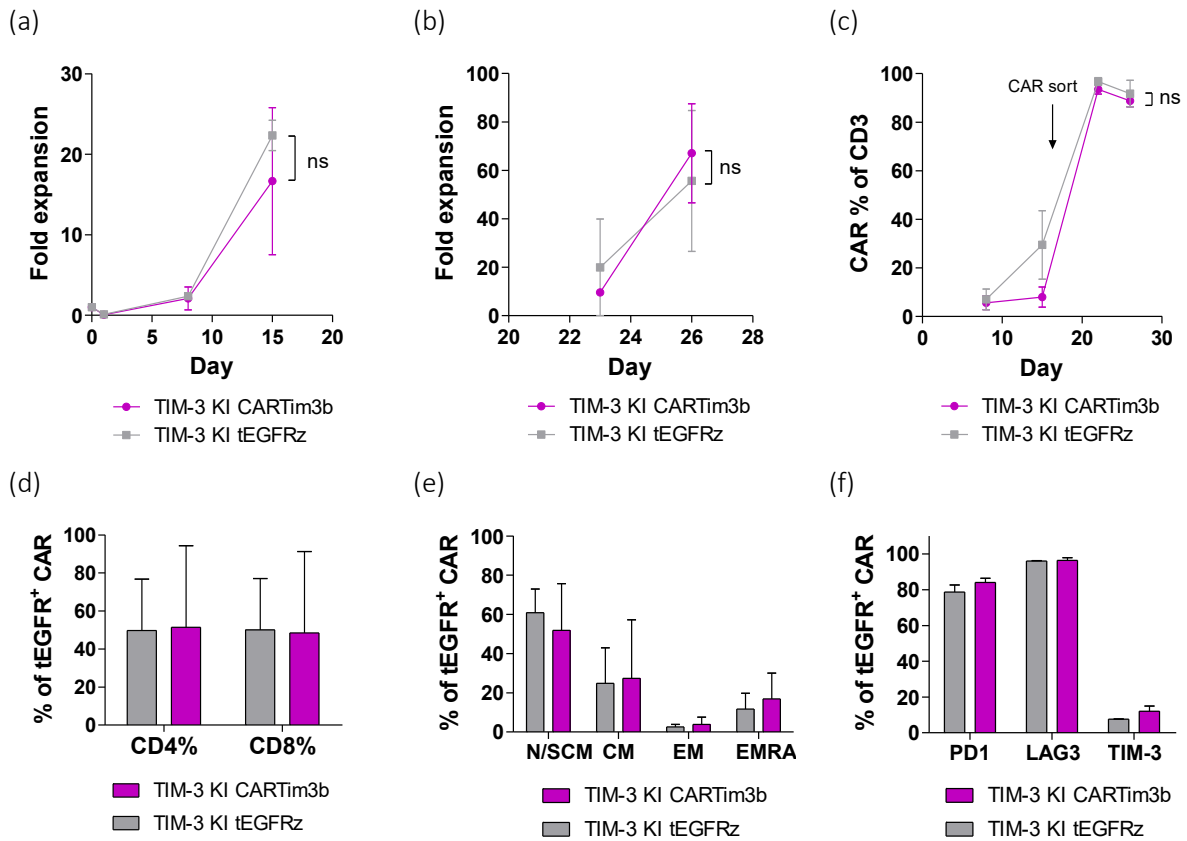 (a)
Fold expansion
30
20
10
0
0 5 10 15 20
Day
ns
TIM-3 KI CARTim3b
TIM-3 KI tEGFRz
(b)
Fold expansion
100
80
60
40
20
0
20 22 24 26 28
Day
ns
TIM-3 KI CARTim3b
TIM-3 KI tEGFRz
(c)
CAR % of CD3
100
80
60
40
20
0
0 10 20 30
Day
CAR sort
ns
TIM-3 KI CARTim3b
TIM-3 KI tEGFRz
(d)
% of tEGFR⁺ CAR
100
80
60
40
20
0
CD4% CD8%
TIM-3 KI CARTim3b
TIM-3 KI tEGFRz
(e)
% of tEGFR⁺ CAR
100
80
60
40
20
0
N/SCM CM EM EMRA
TIM-3 KI CARTim3b
TIM-3 KI tEGFRz
(f)
% of tEGFR⁺ CAR
100
80
60
40
20
0
PD1 LAG3 TIM-3
TIM-3 KI CARTim3b
TIM-3 KI tEGFRz